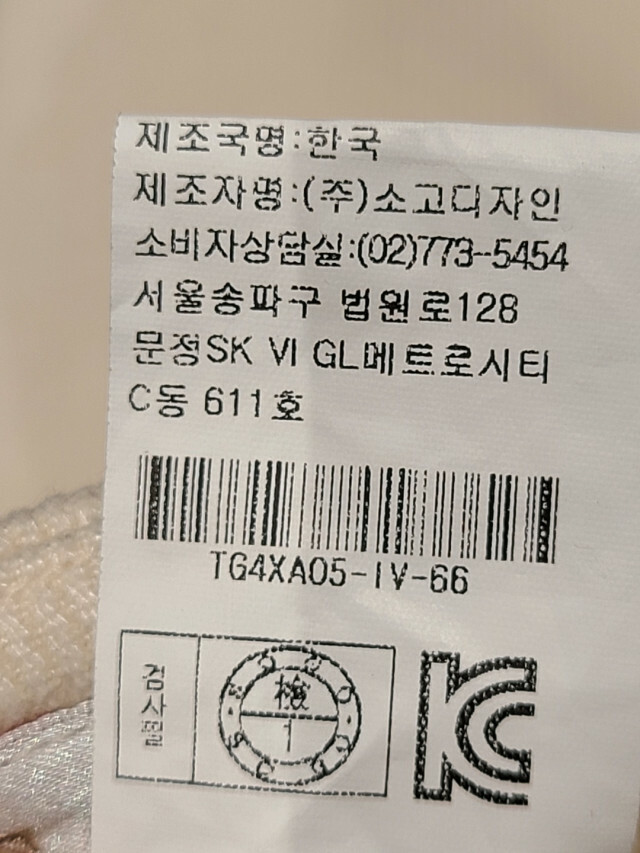 제조국명:한국
제조자명:(주)소고디자인
소비자상담실:(02)773-5454
서울송파구 법원로128
문정SK VI GL메트로시티
C동 611호
TG4XA05-IV-66
검사필
檢
1
KC